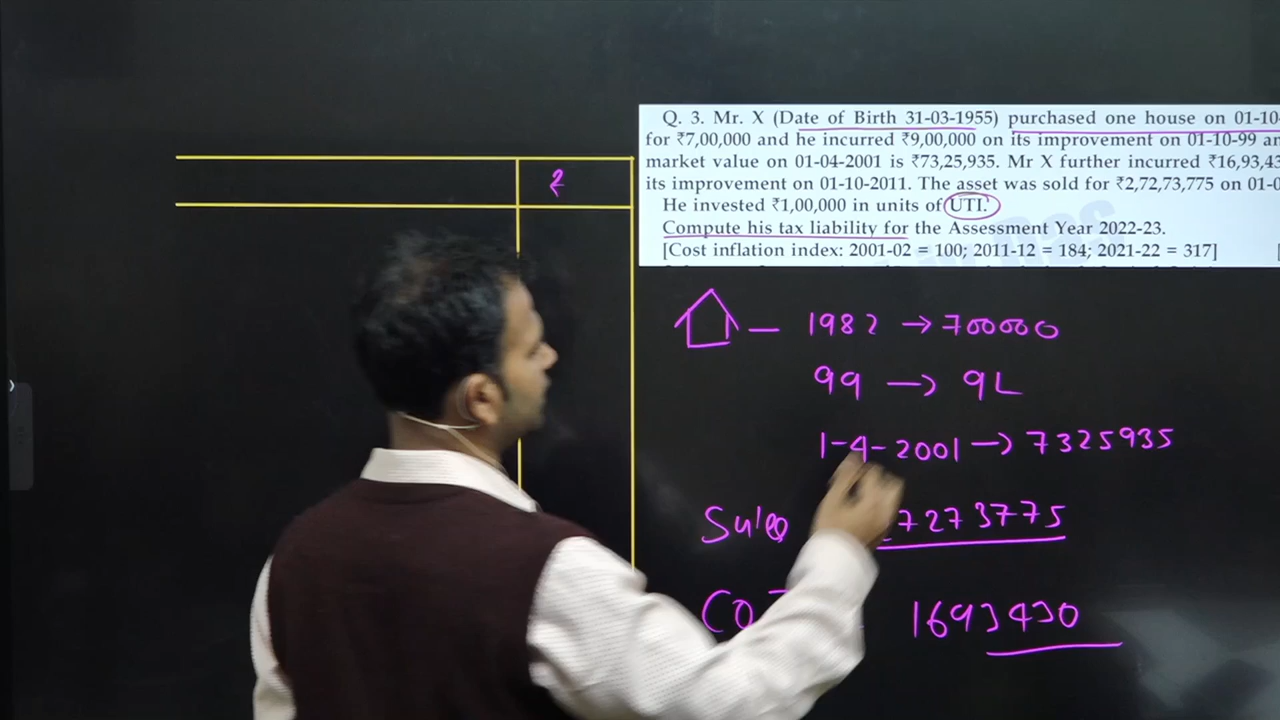 Q. 3. Mr. X (Date of Birth 31-03-1955) purchased one house on 01-10-
for ₹7,00,000 and he incurred ₹9,00,000 on its improvement on 01-10-99 an
market value on 01-04-2001 is ₹73,25,935. Mr X further incurred ₹16,93,43
its improvement on 01-10-2011. The asset was sold for ₹2,72,73,775 on 01-0
He invested ₹1,00,000 in units of UTI.
Compute his tax liability for the Assessment Year 2022-23.
[Cost inflation index: 2001-02 = 100; 2011-12 = 184; 2021-22 = 317] [
₹
— 1982 → 700000
99 → 9L
1-4-2001 → 7325935
7273775
1693430